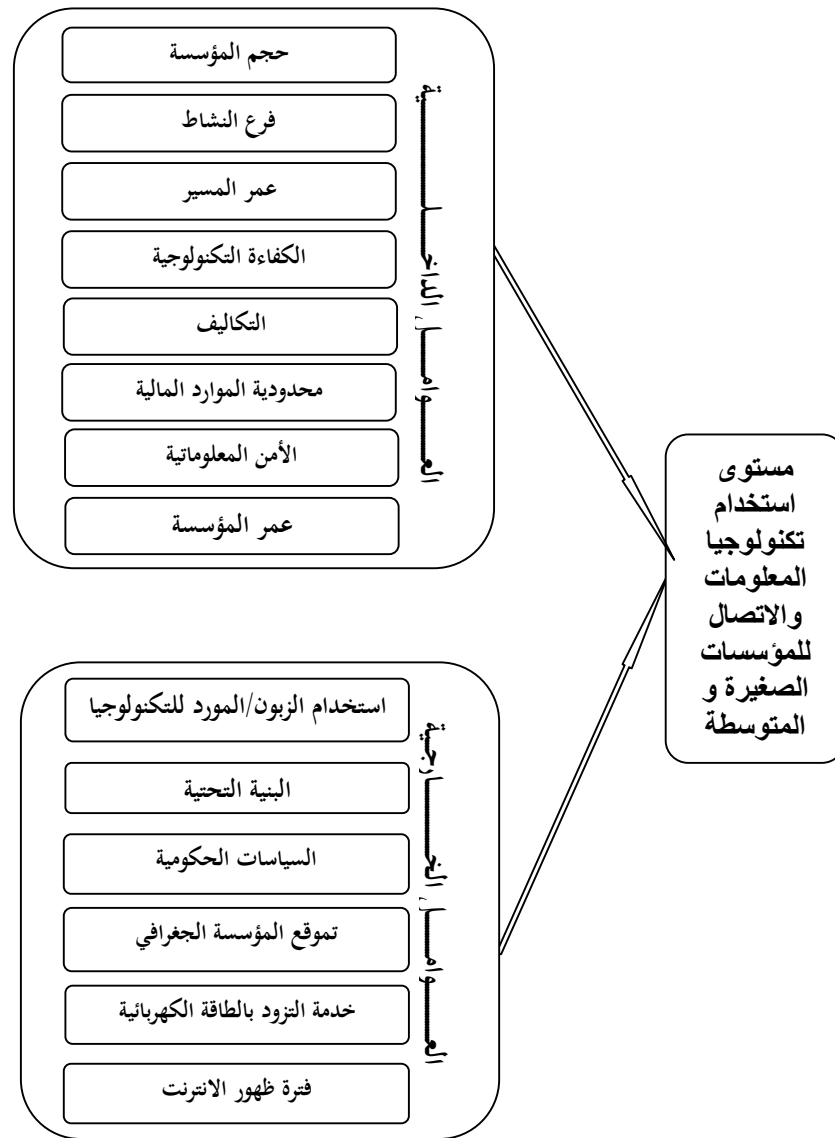 العوامل الداخلية
حجم المؤسسة
فرع النشاط
عمر المسير
الكفاءة التكنولوجية
التكاليف
محدودية الموارد المالية
الأمن المعلوماتية
عمر المؤسسة
مستوى
استخدام
تكنولوجيا
المعلومات
والاتصال
للمؤسسات
الصغيرة و
المتوسطة
العوامل الخارجية
استخدام الزبون/المورد للتكنولوجيا
البنية التحتية
السياسات الحكومية
تموقع المؤسسة الجغرافي
خدمة التزود بالطاقة الكهربائية
فترة ظهور الانترنت